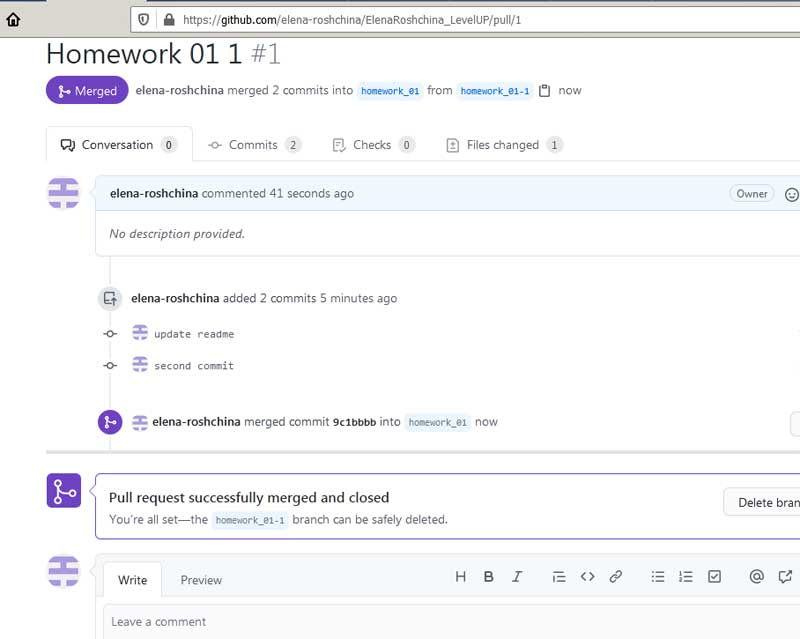 https://github.com/elena-roshchina/ElenaRoshchina_LevelUP/pull/1
Homework 01 1 #1
Merged elena-roshchina merged 2 commits into homework_01 from homework_01-1 now
Conversation 0 Commits 2 Checks 0 Files changed 1
elena-roshchina commented 41 seconds ago Owner
No description provided.
elena-roshchina added 2 commits 5 minutes ago
update readme
second commit
elena-roshchina merged commit 9c1bbbb into homework_01 now
Pull request successfully merged and closed
You're all set—the homework_01-1 branch can be safely deleted.
Delete bran
Write Preview H B I @
Leave a comment